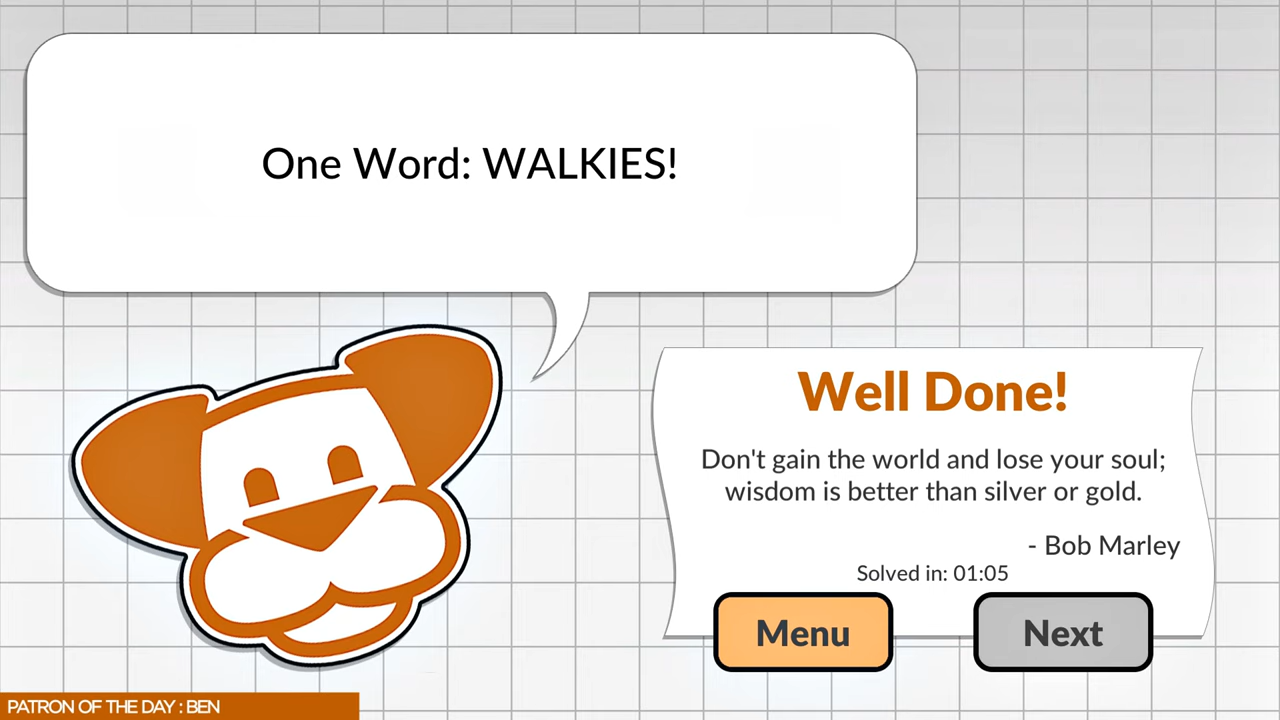 One Word: WALKIES!
Well Done!
Don't gain the world and lose your soul;
wisdom is better than silver or gold.
- Bob Marley
Solved in: 01:05
Menu
Next
PATRON OF THE DAY : BEN